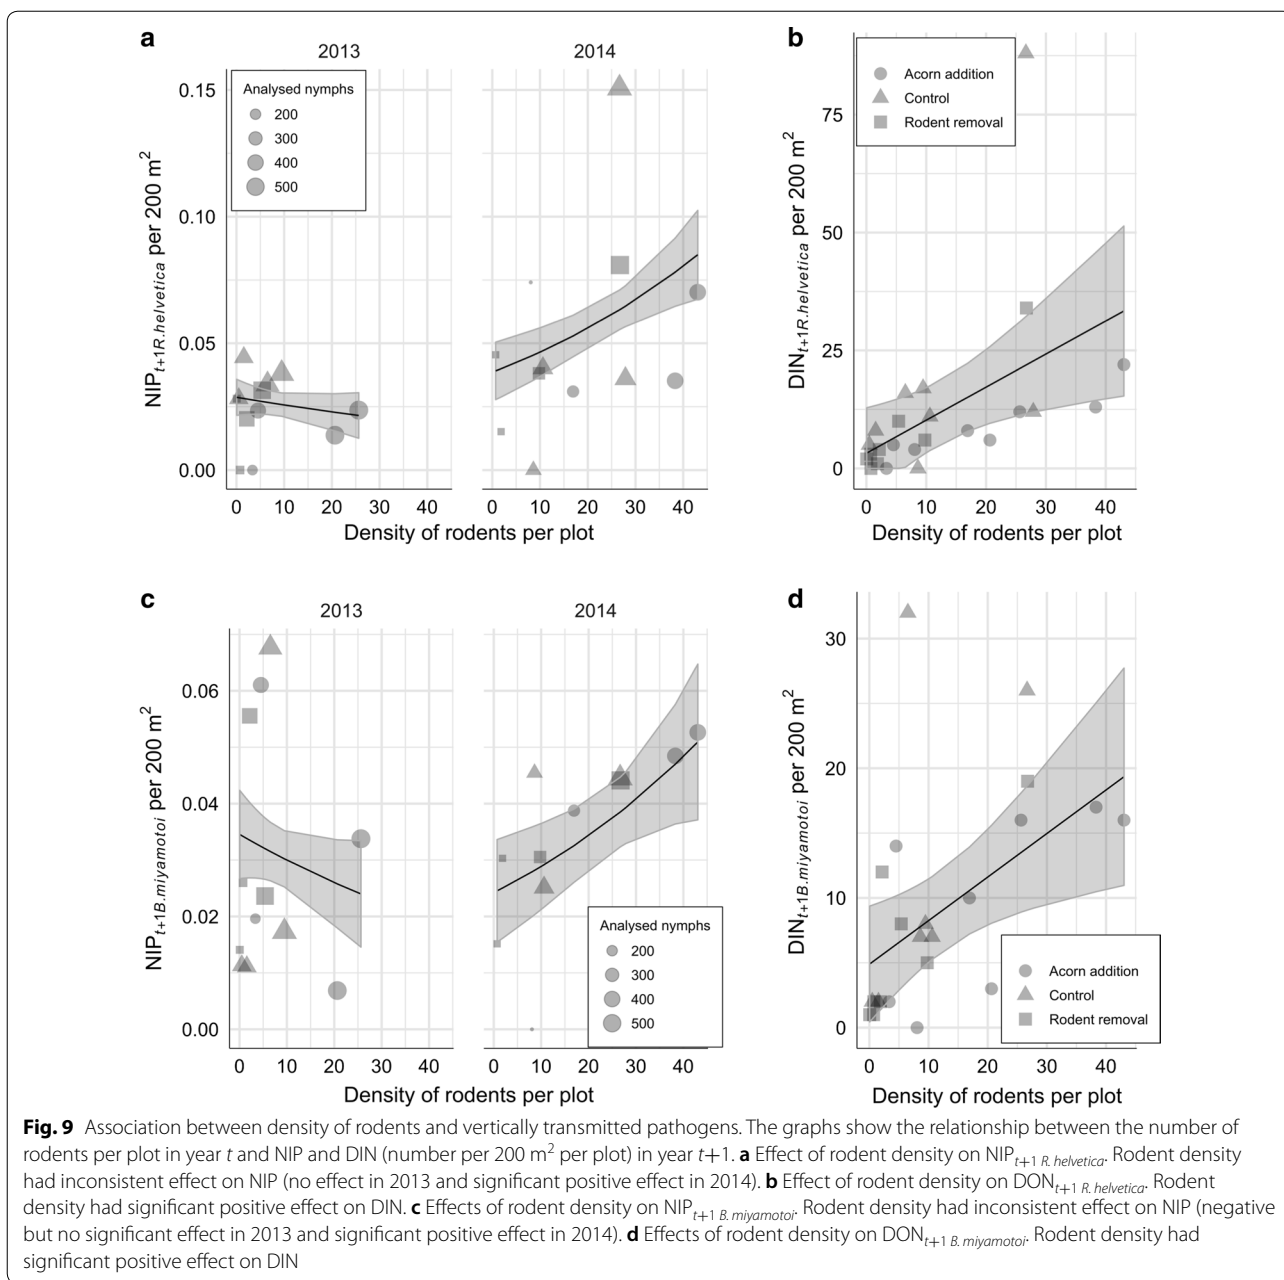 a
2013
2014
Analysed nymphs
200
300
400
500
0.15
0.10
0.05
0.00
NIP t+1R.helvetica per 200 m2
0 10 20 30 40
0 10 20 30 40
Density of rodents per plot
b
Acorn addition
Control
Rodent removal
75
50
25
0
DIN t+1R.helvetica per 200 m2
0 10 20 30 40
Density of rodents per plot
c
2013
2014
0.06
0.04
0.02
0.00
NIP t+1B.miyamotoi per 200 m2
Analysed nymphs
200
300
400
500
0 10 20 30 40
0 10 20 30 40
Density of rodents per plot
d
30
20
10
0
DIN t+1B.miyamotoi per 200 m2
Acorn addition
Control
Rodent removal
0 10 20 30 40
Density of rodents per plot
Fig. 9 Association between density of rodents and vertically transmitted pathogens. The graphs show the relationship between the number of
rodents per plot in year t and NIP and DIN (number per 200 m2 per plot) in year t+1. a Effect of rodent density on NIP t+1 R. helvetica. Rodent density
had inconsistent effect on NIP (no effect in 2013 and significant positive effect in 2014). b Effect of rodent density on DON t+1 R. helvetica. Rodent
density had significant positive effect on DIN. c Effects of rodent density on NIP t+1 B. miyamotoi. Rodent density had inconsistent effect on NIP (negative
but no significant effect in 2013 and significant positive effect in 2014). d Effects of rodent density on DON t+1 B. miyamotoi. Rodent density had
significant positive effect on DIN